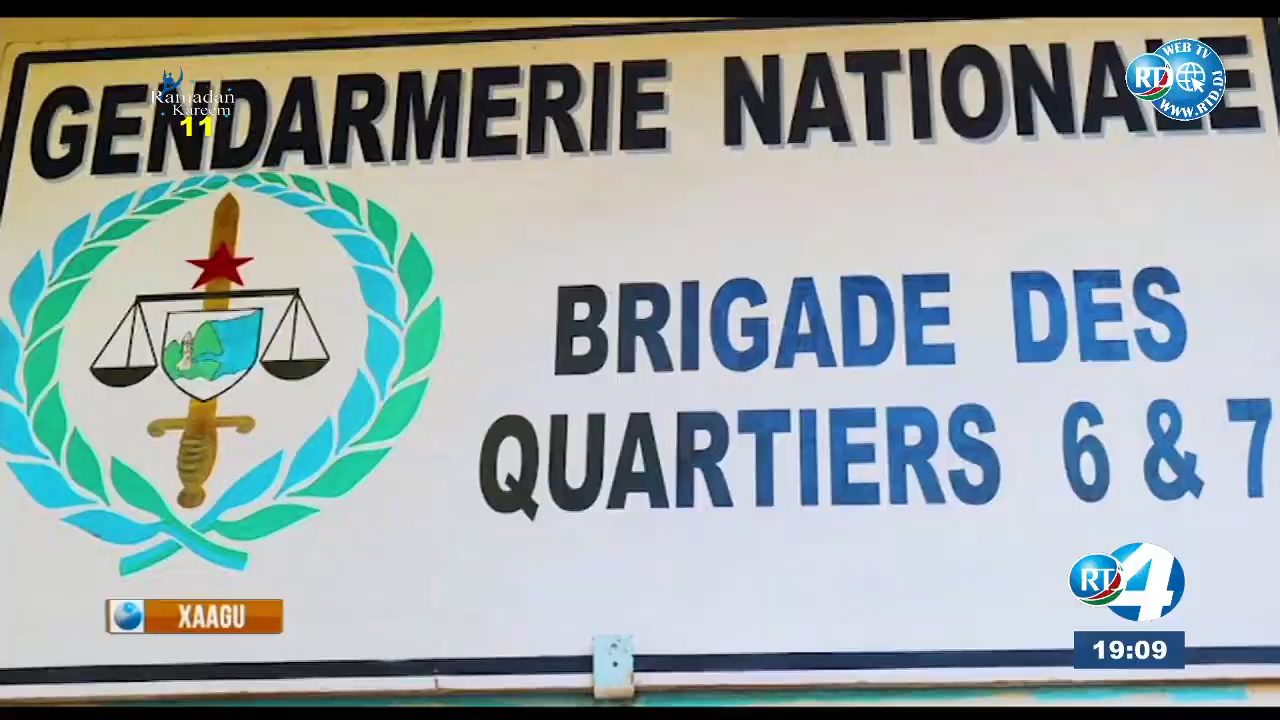 GENDARMERIE NATIONALE
Ramadan
Kareem
11
WEB TV
RTD
WWW.RTD.DJ
BRIGADE DES
QUARTIERS 6 & 7
XAAGU
RT
4
19:09